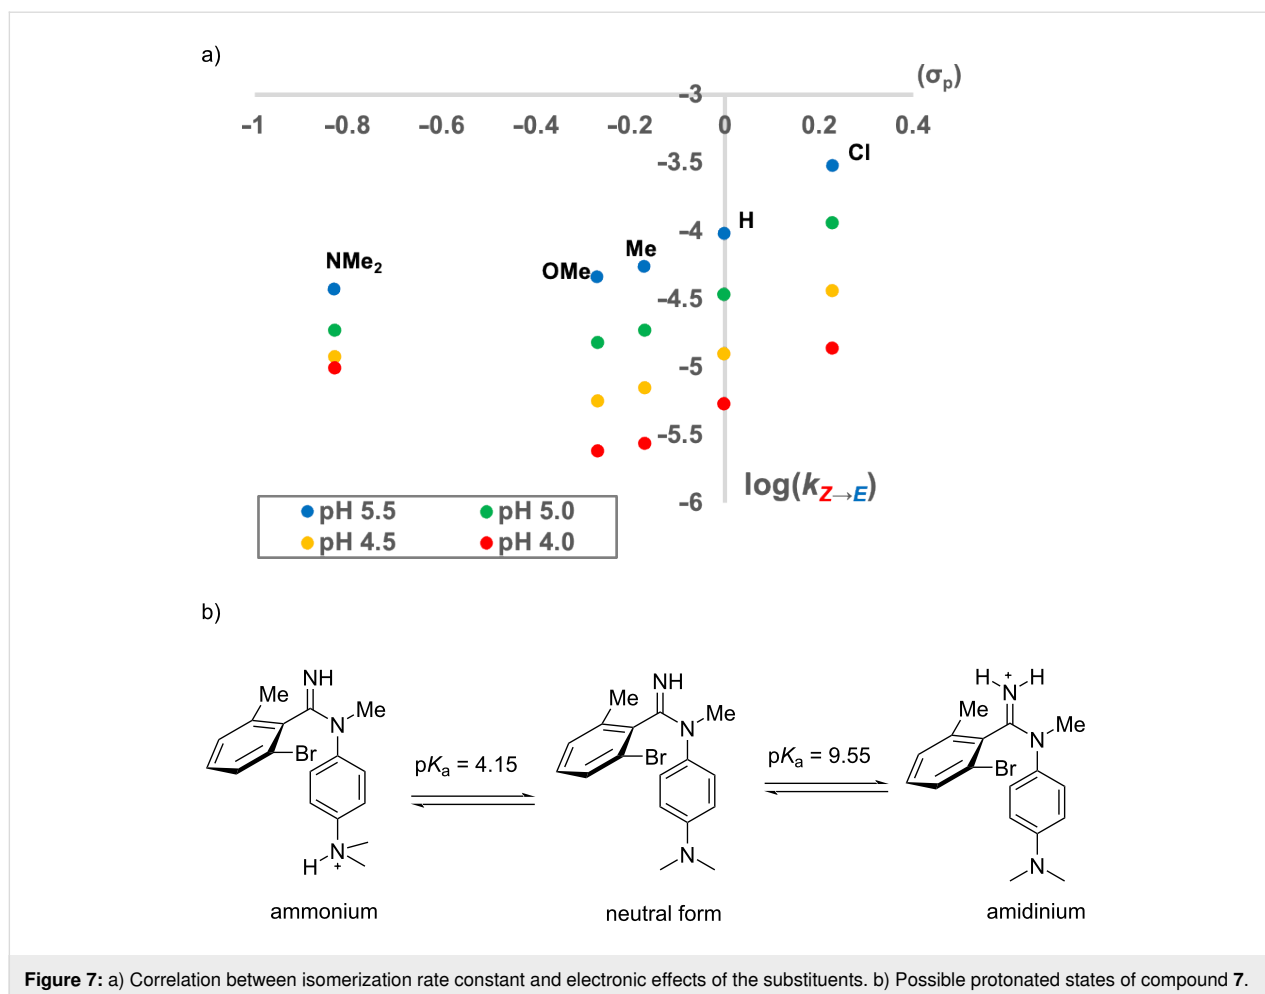 a)
(σp)
-3
-1 -0.8 -0.6 -0.4 -0.2 0 0.2 0.4
Cl
-3.5
H
-4
Me
NMe2
OMe
-4.5
-5
-5.5
log(kZ→E)
-6
pH 5.5 pH 5.0
pH 4.5 pH 4.0
b)
NH
Me
N
Me
Br
H
N
+
ammonium
pKa = 4.15
NH
Me
N
Me
Br
N
neutral form
pKa = 9.55
H + H
N
Me
N
Me
Br
N
amidinium
Figure 7: a) Correlation between isomerization rate constant and electronic effects of the substituents. b) Possible protonated states of compound 7.